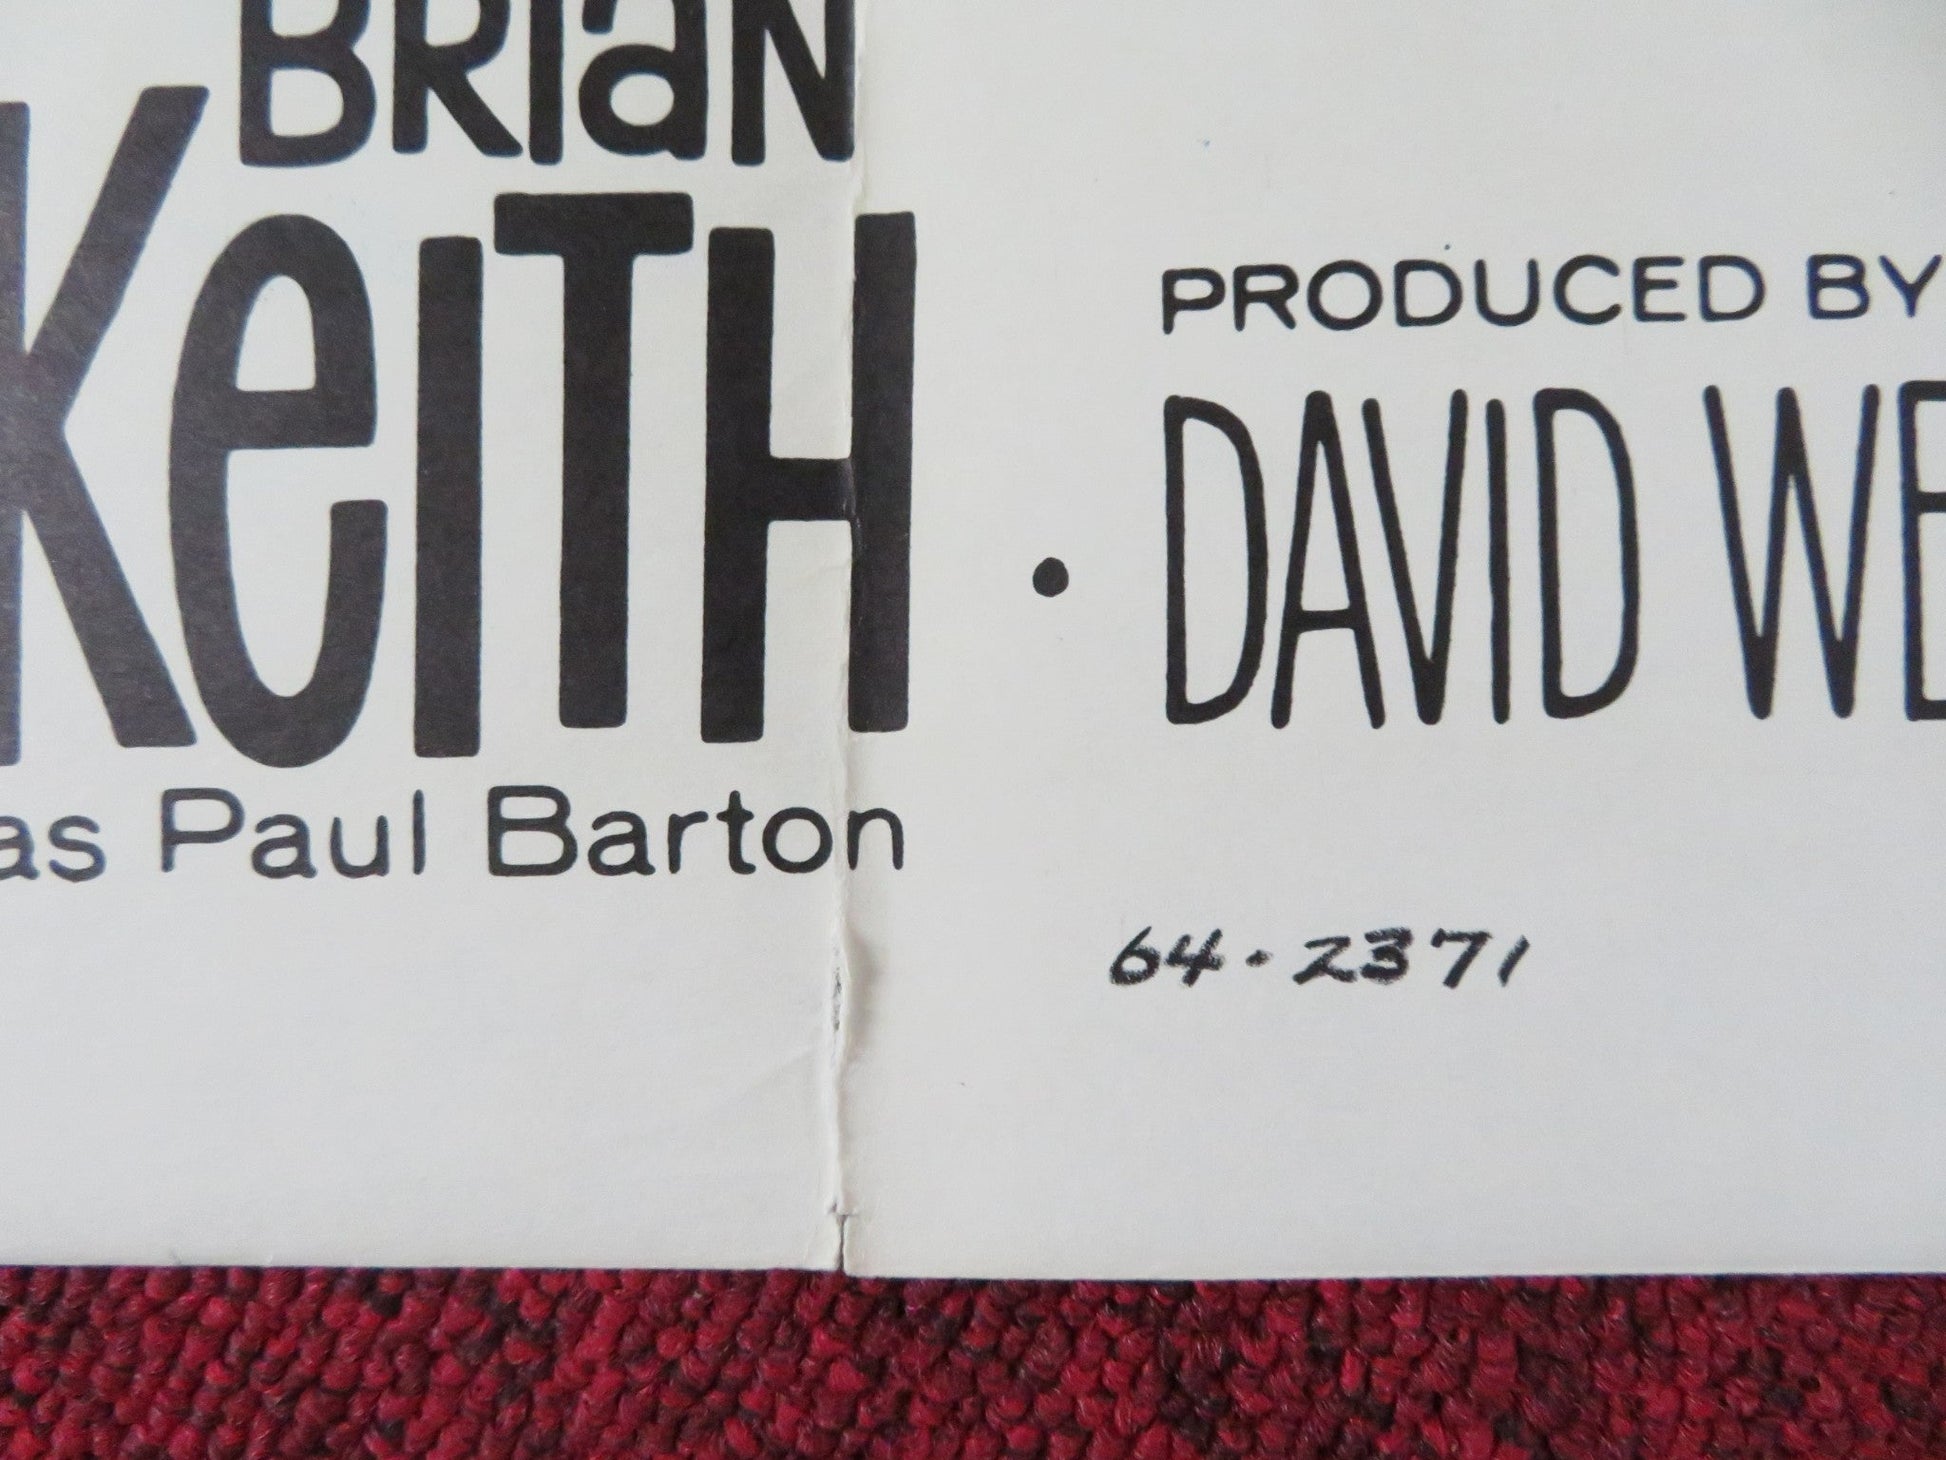 BRIaN
KeITH
as Paul Barton
•
PRODUCED BY
DAVID WE
64 • 2371